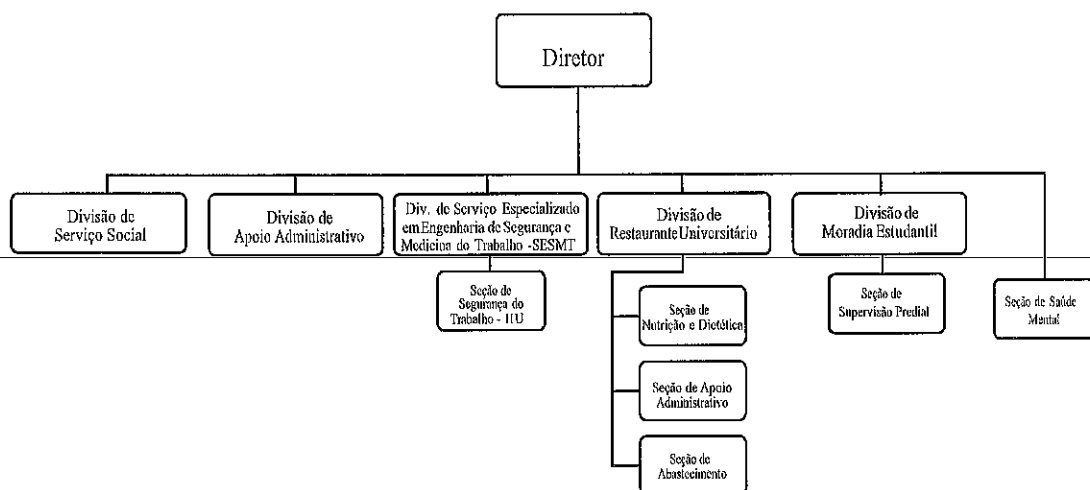 Diretor
Divisão de
Serviço Social
Divisão de
Apoio Administrativo
Div. de Serviço Especializado
em Engenharia de Segurança e
Medicina do Trabalho -SESMT
Divisão de
Restaurante Universitário
Divisão de
Moradia Estudantil
Seção de
Segurança do
Trabalho - HU
Seção de
Nutrição e Dietética
Seção de Apoio
Administrativo
Seção de
Abastecimento
Seção de
Supervisão Predial
Seção de Saúde
Mental